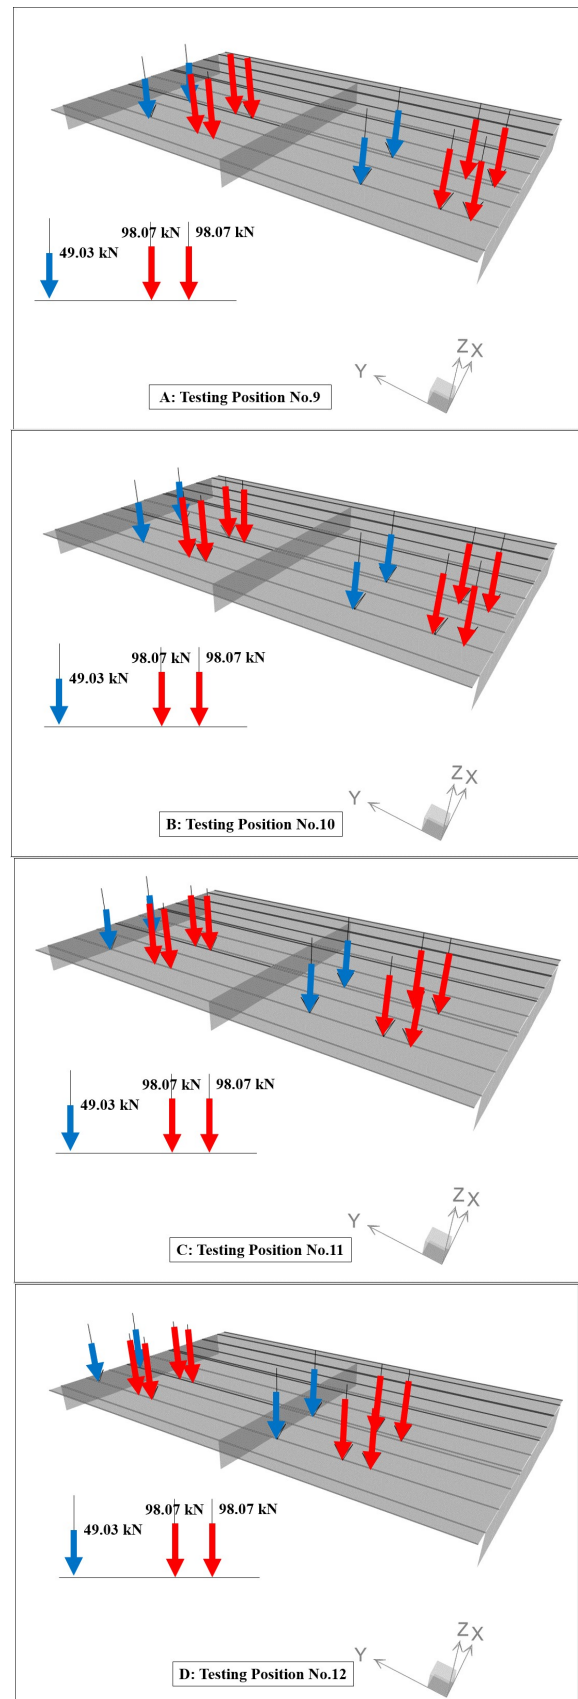 98.07 kN 98.07 kN
49.03 kN
Z X
Y
A: Testing Position No.9
98.07 kN 98.07 kN
49.03 kN
Z X
Y
B: Testing Position No.10
98.07 kN 98.07 kN
49.03 kN
Z X
Y
C: Testing Position No.11
98.07 kN 98.07 kN
49.03 kN
Z X
Y
D: Testing Position No.12